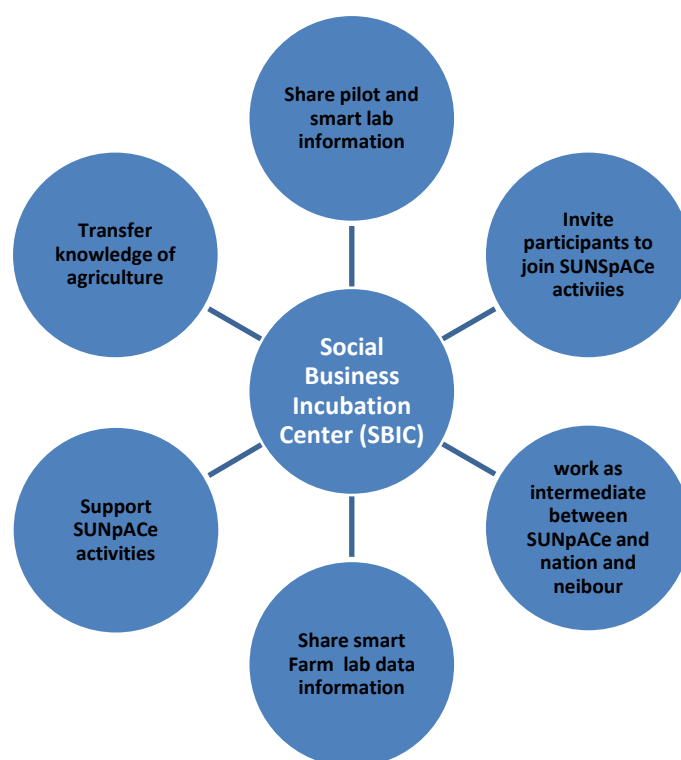 Share pilot and
smart lab
information
Transfer
knowledge of
agriculture
Invite
participants to
join SUNSpACe
activiies
Social
Business
Incubation
Center (SBIC)
Support
SUNpACe
activities
work as
intermediate
between
SUNpACe and
nation and
neibour
Share smart
Farm lab data
information